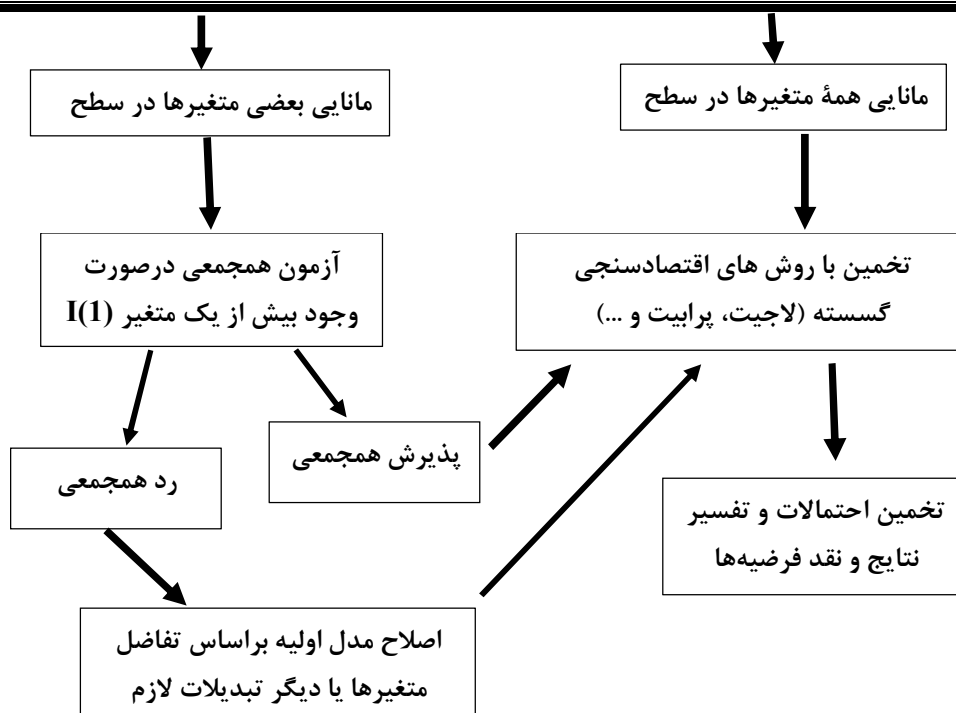 مانایی همۀ متغیرها در سطح
مانایی بعضی متغیرها در سطح
تخمین با روش های اقتصادسنجی
گسسته (لاجیت، پرابیت و ...)
آزمون همجمعی درصورت
وجود بیش از یک متغیر I(1)
پذیرش همجمعی
رد همجمعی
تخمین احتمالات و تفسیر
نتایج و نقد فرضیه‌ها
اصلاح مدل اولیه براساس تفاضل
متغیرها یا دیگر تبدیلات لازم